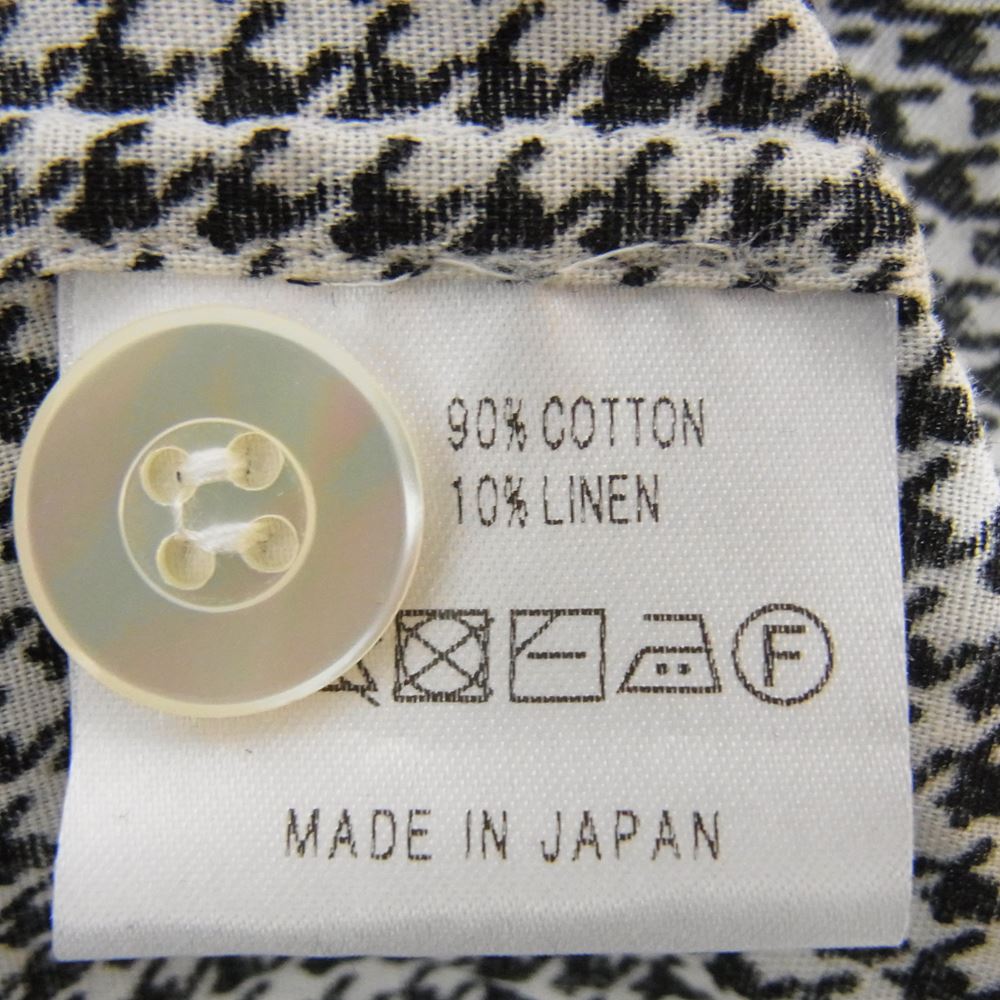 90% COTTON
10% LINEN
F
MADE IN JAPAN